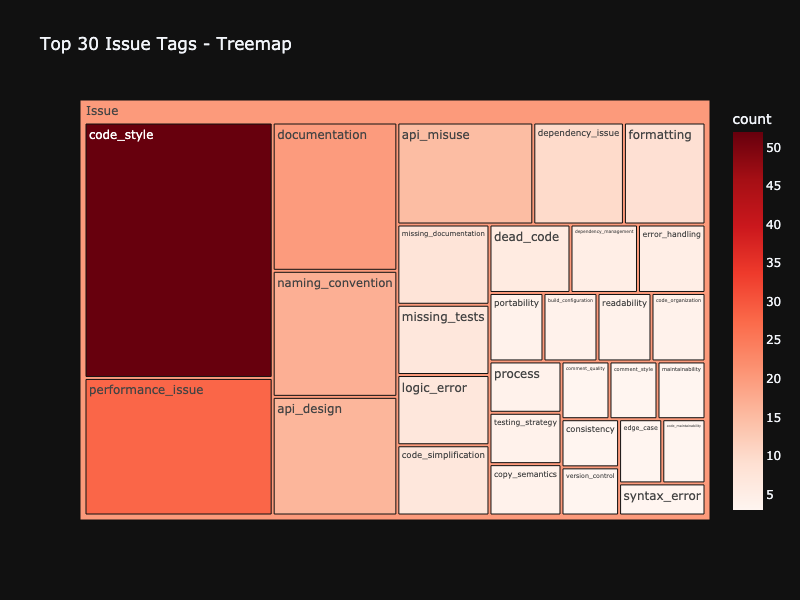 Top 30 Issue Tags - Treemap
Issue
code_style
documentation
api_misuse
dependency_issue
formatting
missing_documentation
dead_code
dependency_management
error_handling
naming_convention
portability
build_configuration
readability
code_organization
missing_tests
process
comment_quality
comment_style
maintainability
performance_issue
logic_error
api_design
testing_strategy
consistency
edge_case
code_maintainability
code_simplification
copy_semantics
version_control
syntax_error
count
50
45
40
35
30
25
20
15
10
5